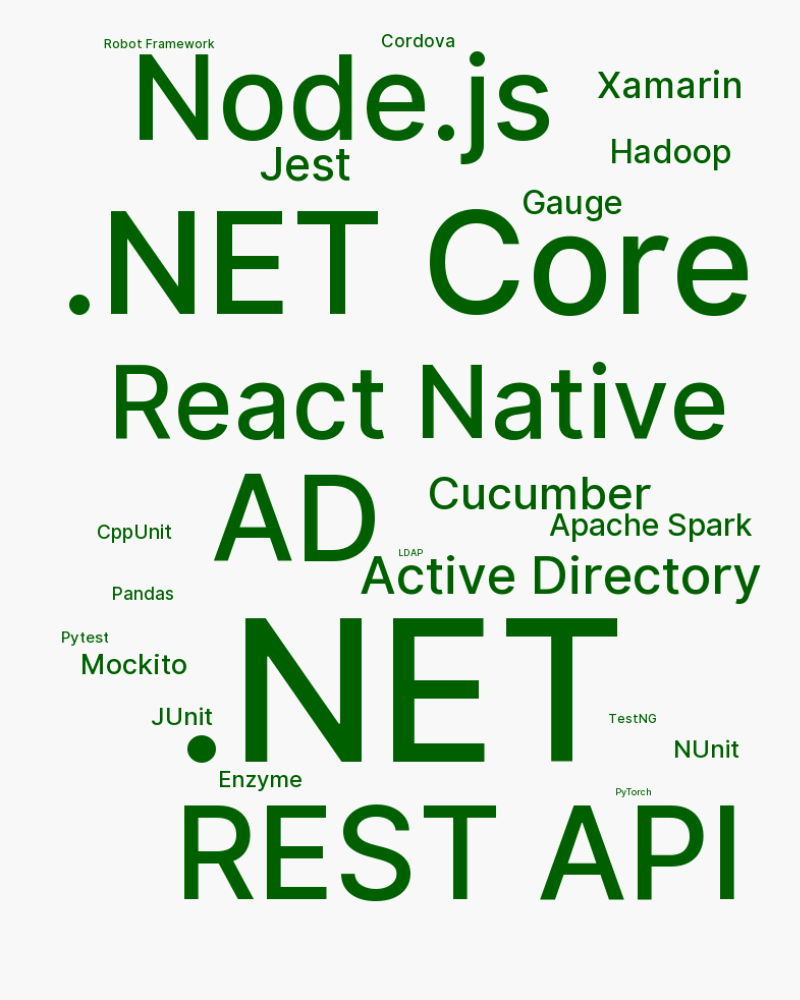 Robot Framework
Cordova
Node.js
Xamarin
Jest
Hadoop
Gauge
.NET Core
React Native
AD
Cucumber
Apache Spark
CppUnit
LDAP
Active Directory
Pandas
.NET
Pytest
Mockito
JUnit
TestNG
NUnit
Enzyme
PyTorch
REST API